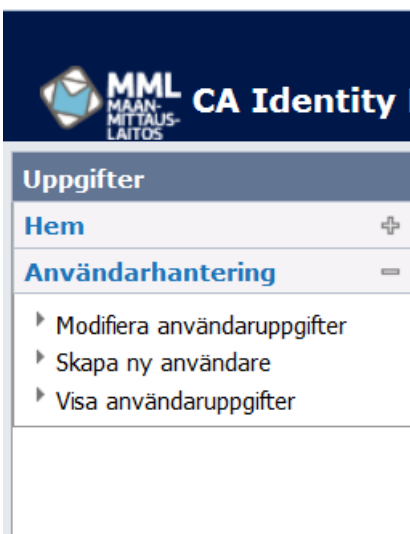 MML
MAAN-
MITTAUS-
LAITOS
CA Identity
Uppgifter
Hem
Användarhantering
Modifiera användaruppgifter
Skapa ny användare
Visa användaruppgifter